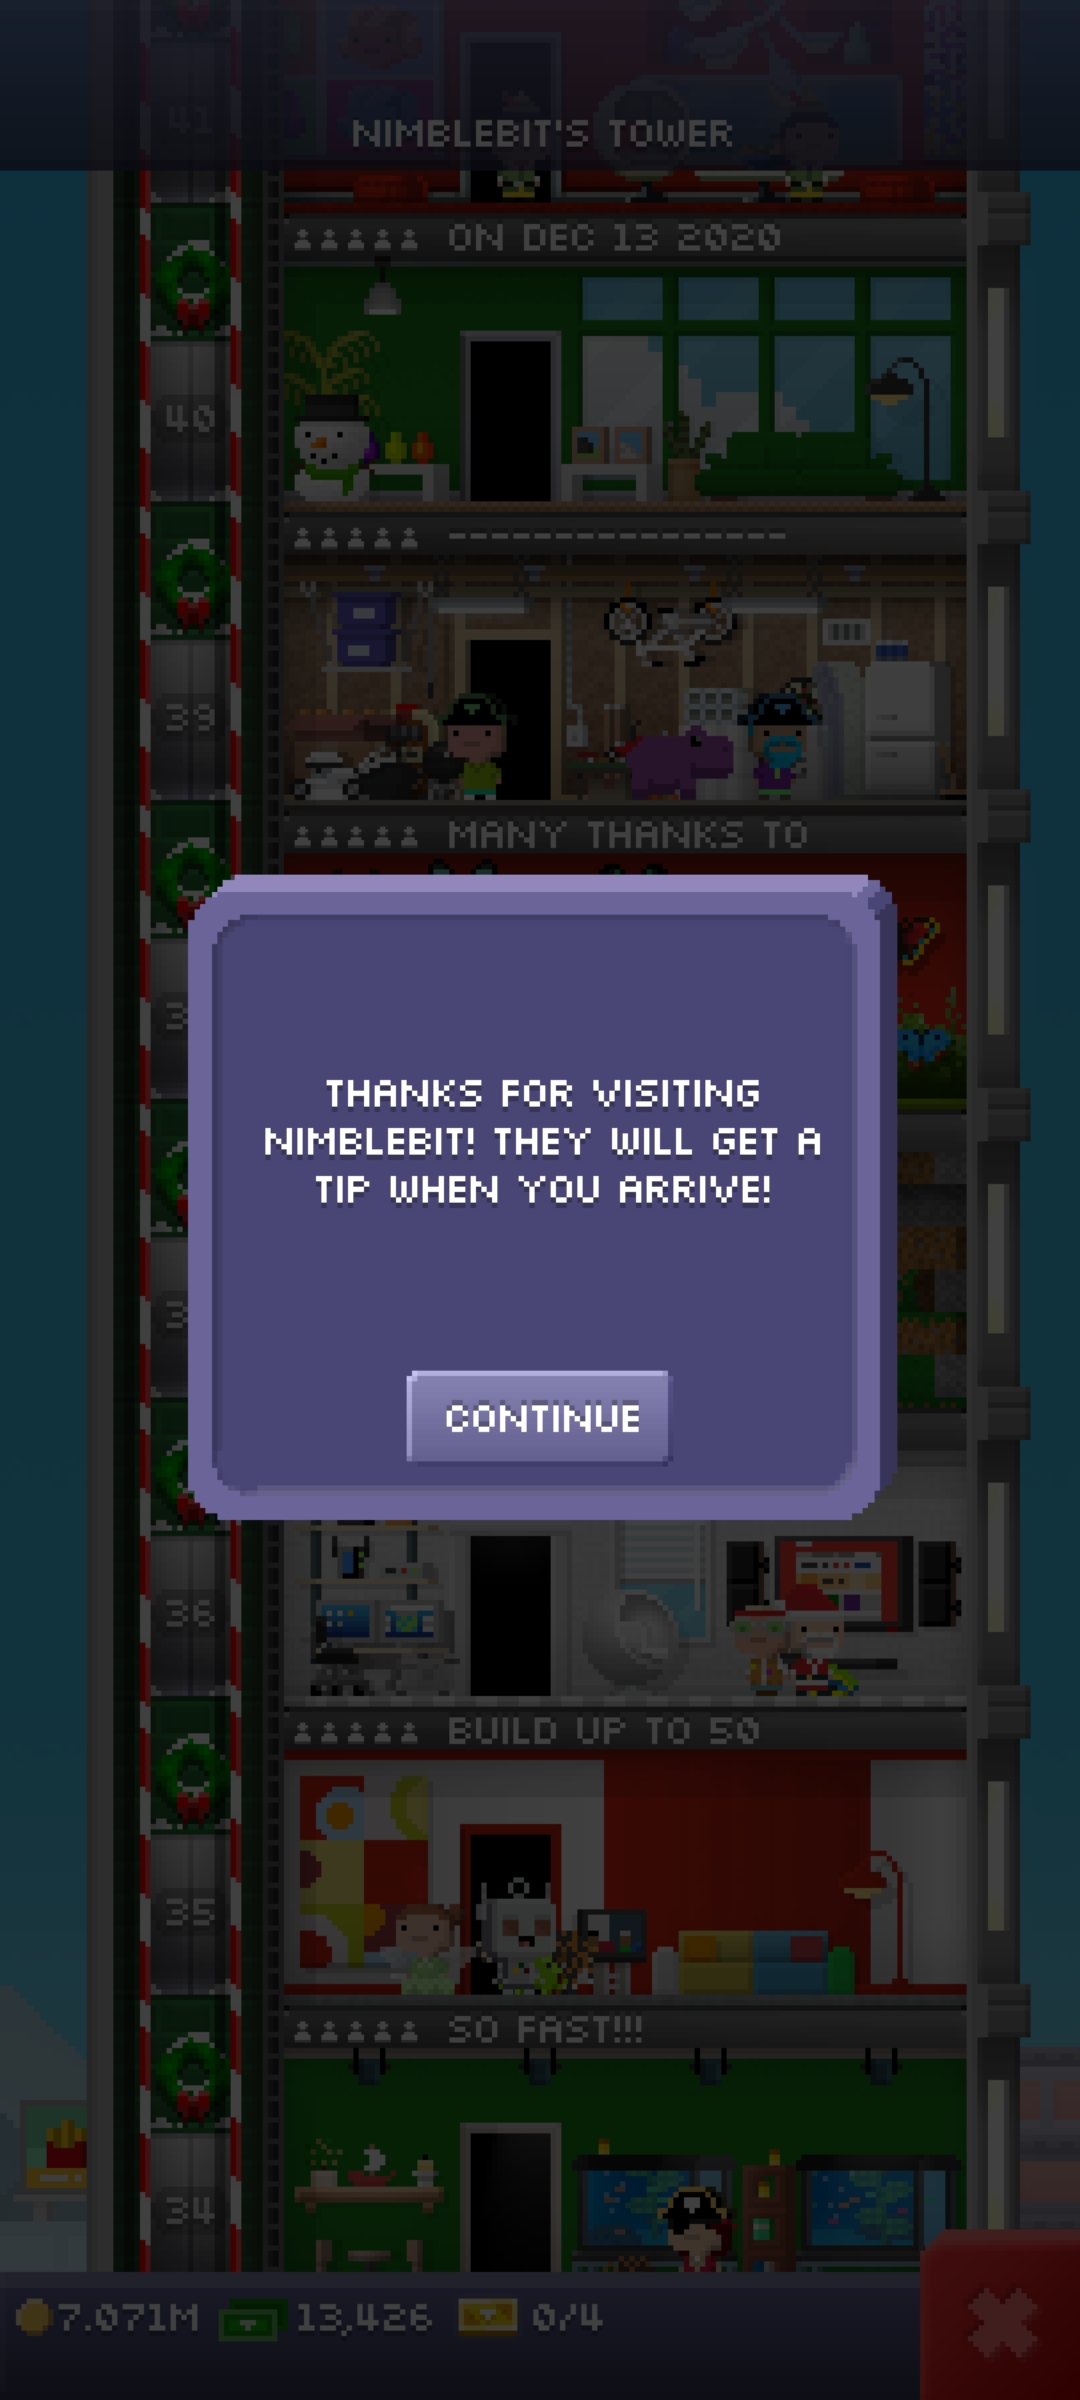 41
NIMBLEBIT'S TOWER
ON DEC 13 2020
40
----------------
39
MANY THANKS TO
3
THANKS FOR VISITING
NIMBLEBIT! THEY WILL GET A
TIP WHEN YOU ARRIVE!
3
CONTINUE
36
BUILD UP TO 50
35
SO FAST!!!
34
7.071M 13,426 0/4